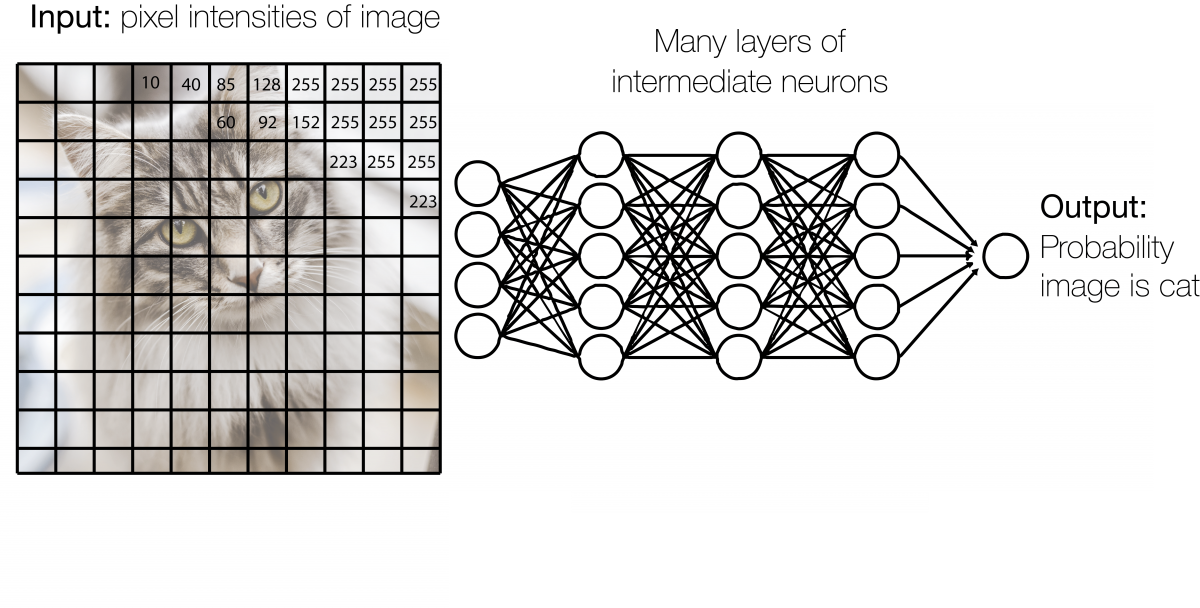 Input: pixel intensities of image
Many layers of
intermediate neurons
10 40 85 128 255 255 255 255
60 92 152 255 255 255
223 255 255
223
Output:
Probability
image is cat